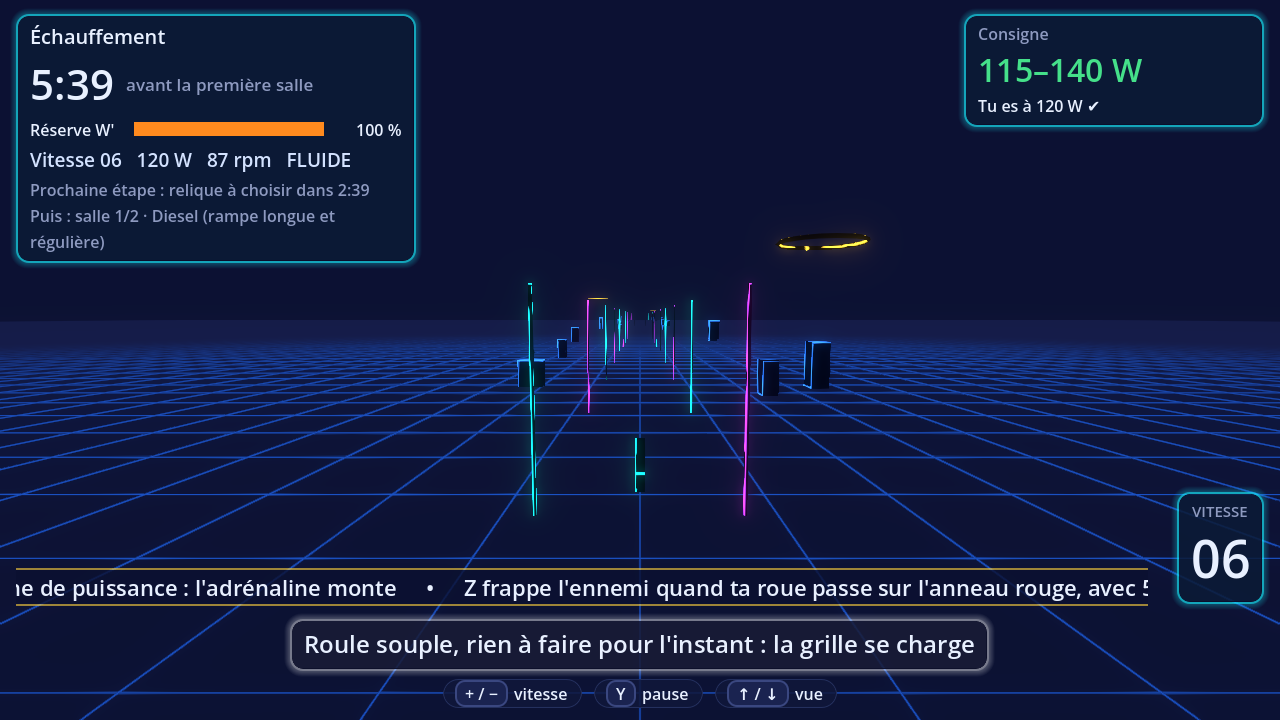 Échauffement
5:39 avant la première salle
Réserve W' 100 %
Vitesse 06 120 W 87 rpm FLUIDE
Prochaine étape : relique à choisir dans 2:39
Puis : salle 1/2 · Diesel (rampe longue et
régulière)
Consigne
115–140 W
Tu es à 120 W ✔
VITESSE
06
de puissance : l'adrénaline monte • Z frappe l'ennemi quand ta roue passe sur l'anneau rouge, avec
Roule souple, rien à faire pour l'instant : la grille se charge
+ / − vitesse Y pause ↑ / ↓ vue